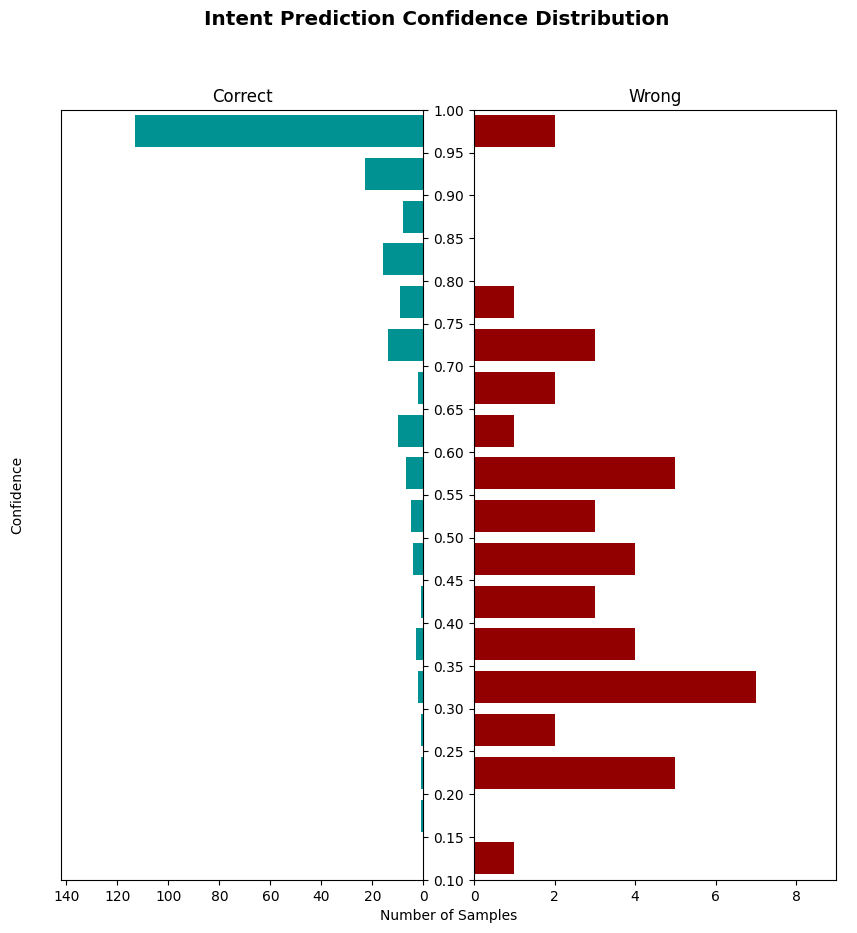 Intent Prediction Confidence Distribution
Correct
Wrong
Confidence
1.00
0.95
0.90
0.85
0.80
0.75
0.70
0.65
0.60
0.55
0.50
0.45
0.40
0.35
0.30
0.25
0.20
0.15
0.10
140 120 100 80 60 40 20 0
0 2 4 6 8
Number of Samples